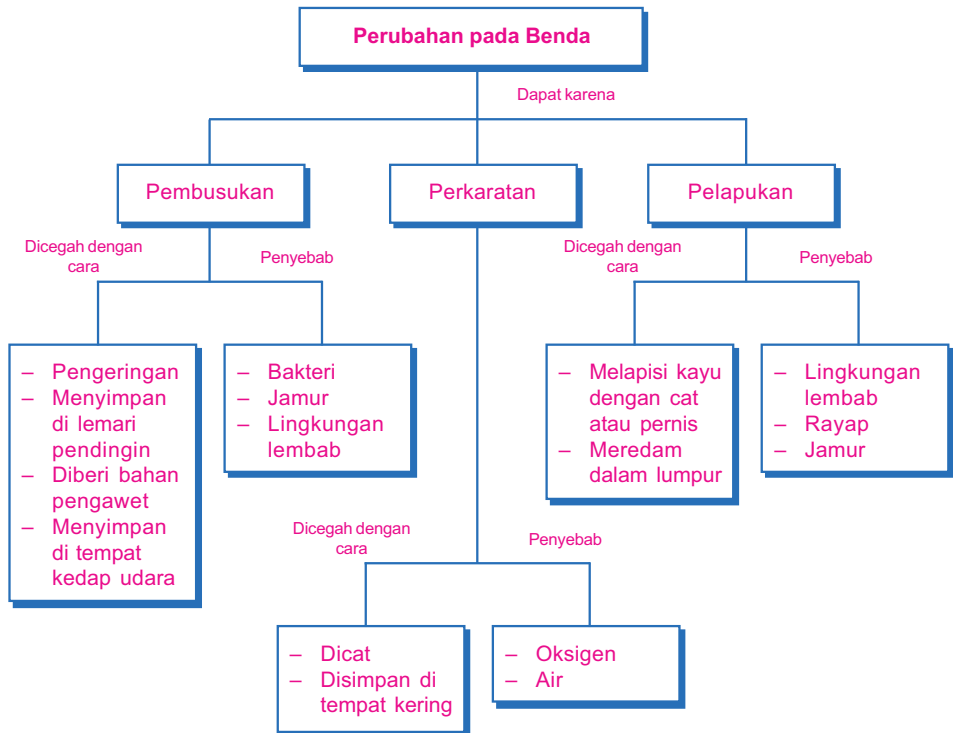 Perubahan pada Benda
Dapat karena
Pembusukan
Perkaratan
Pelapukan
Dicegah dengan
cara
Penyebab
– Pengeringan
– Menyimpan
di lemari
pendingin
– Diberi bahan
pengawet
– Menyimpan
di tempat
kedap udara
– Bakteri
– Jamur
– Lingkungan
lembab
Dicegah dengan
cara
Penyebab
– Dicat
– Disimpan di
tempat kering
– Oksigen
– Air
Dicegah dengan
cara
Penyebab
– Melapisi kayu
dengan cat
atau pernis
– Meredam
dalam lumpur
– Lingkungan
lembab
– Rayap
– Jamur